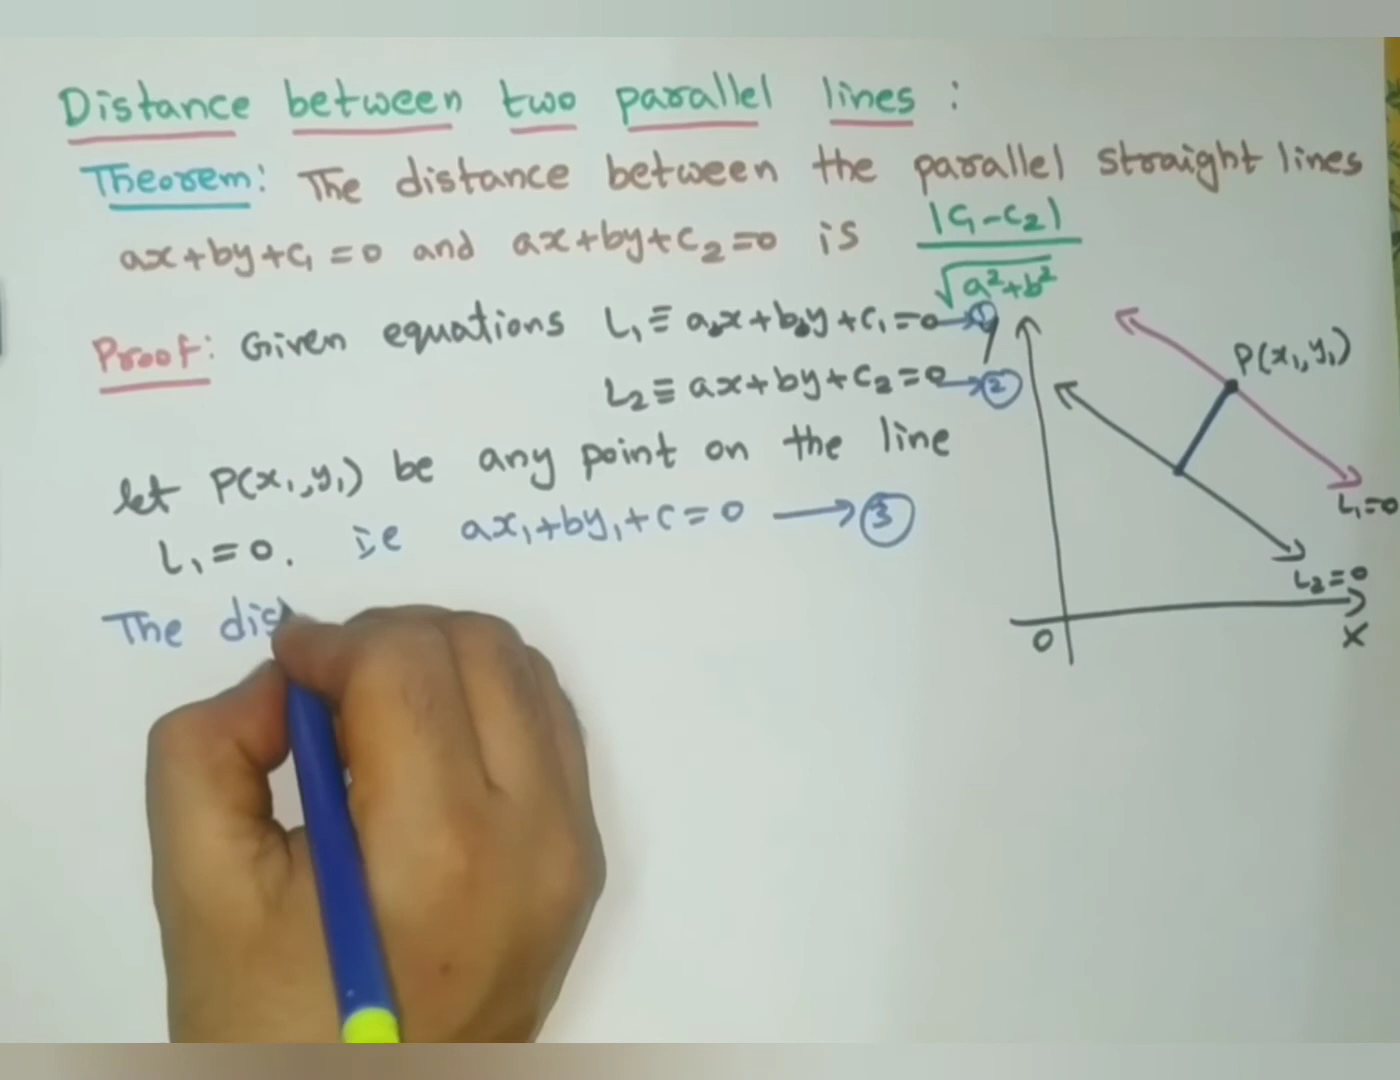 Distance between two parallel lines :
Theorem: The distance between the parallel straight lines
ax+by+c₁=0 and ax+by+c₂=0 is |c₁-c₂|/√a²+b²
Proof: Given equations L₁≡ax+by+c₁=0→①
L₂≡ax+by+c₂=0→②
let P(x₁,y₁) be any point on the line
L₁=0. ie ax₁+by₁+c=0 →③
The dis
y
P(x₁,y₁)
L₁=0
L₂=0
O
X